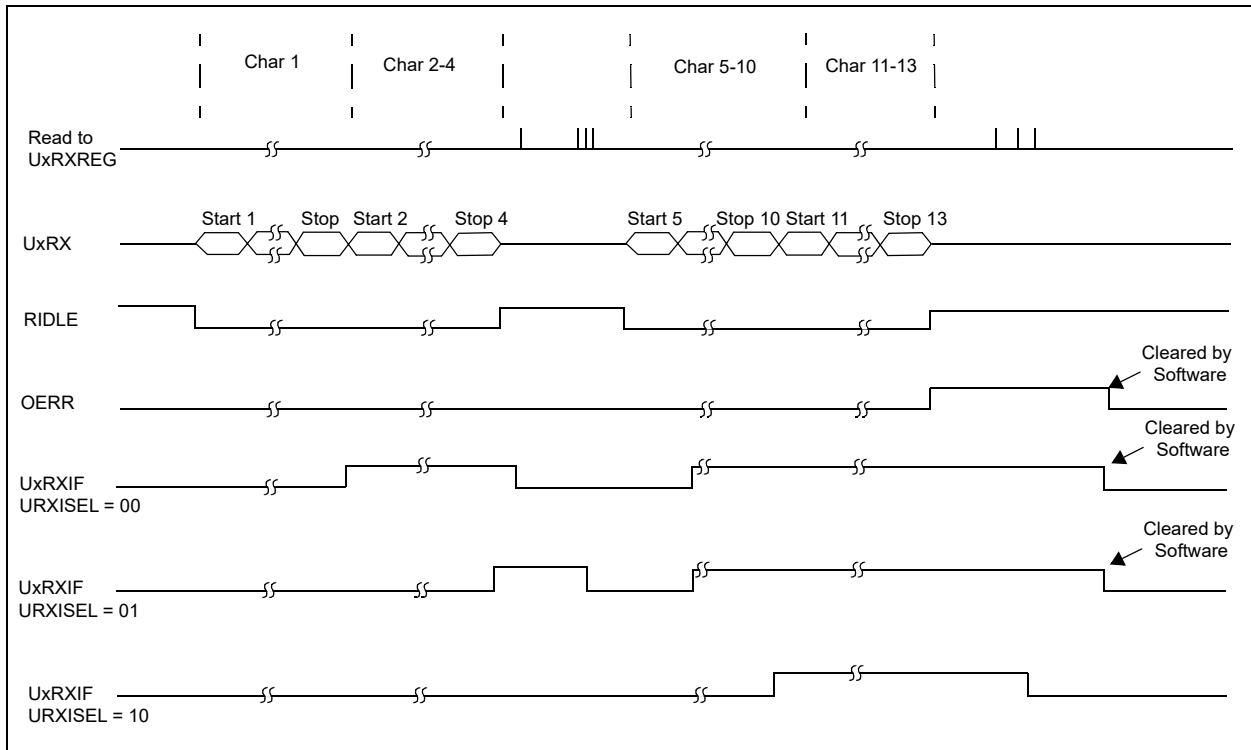 Char 1
Char 2-4
Char 5-10
Char 11-13
Read to
UxRXREG
Start 1
Stop
Start 2
Stop 4
Start 5
Stop 10
Start 11
Stop 13
UxRX
RIDLE
Cleared by
Software
OERR
Cleared by
Software
UxRXIF
URXISEL = 00
Cleared by
Software
UxRXIF
URXISEL = 01
UxRXIF
URXISEL = 10